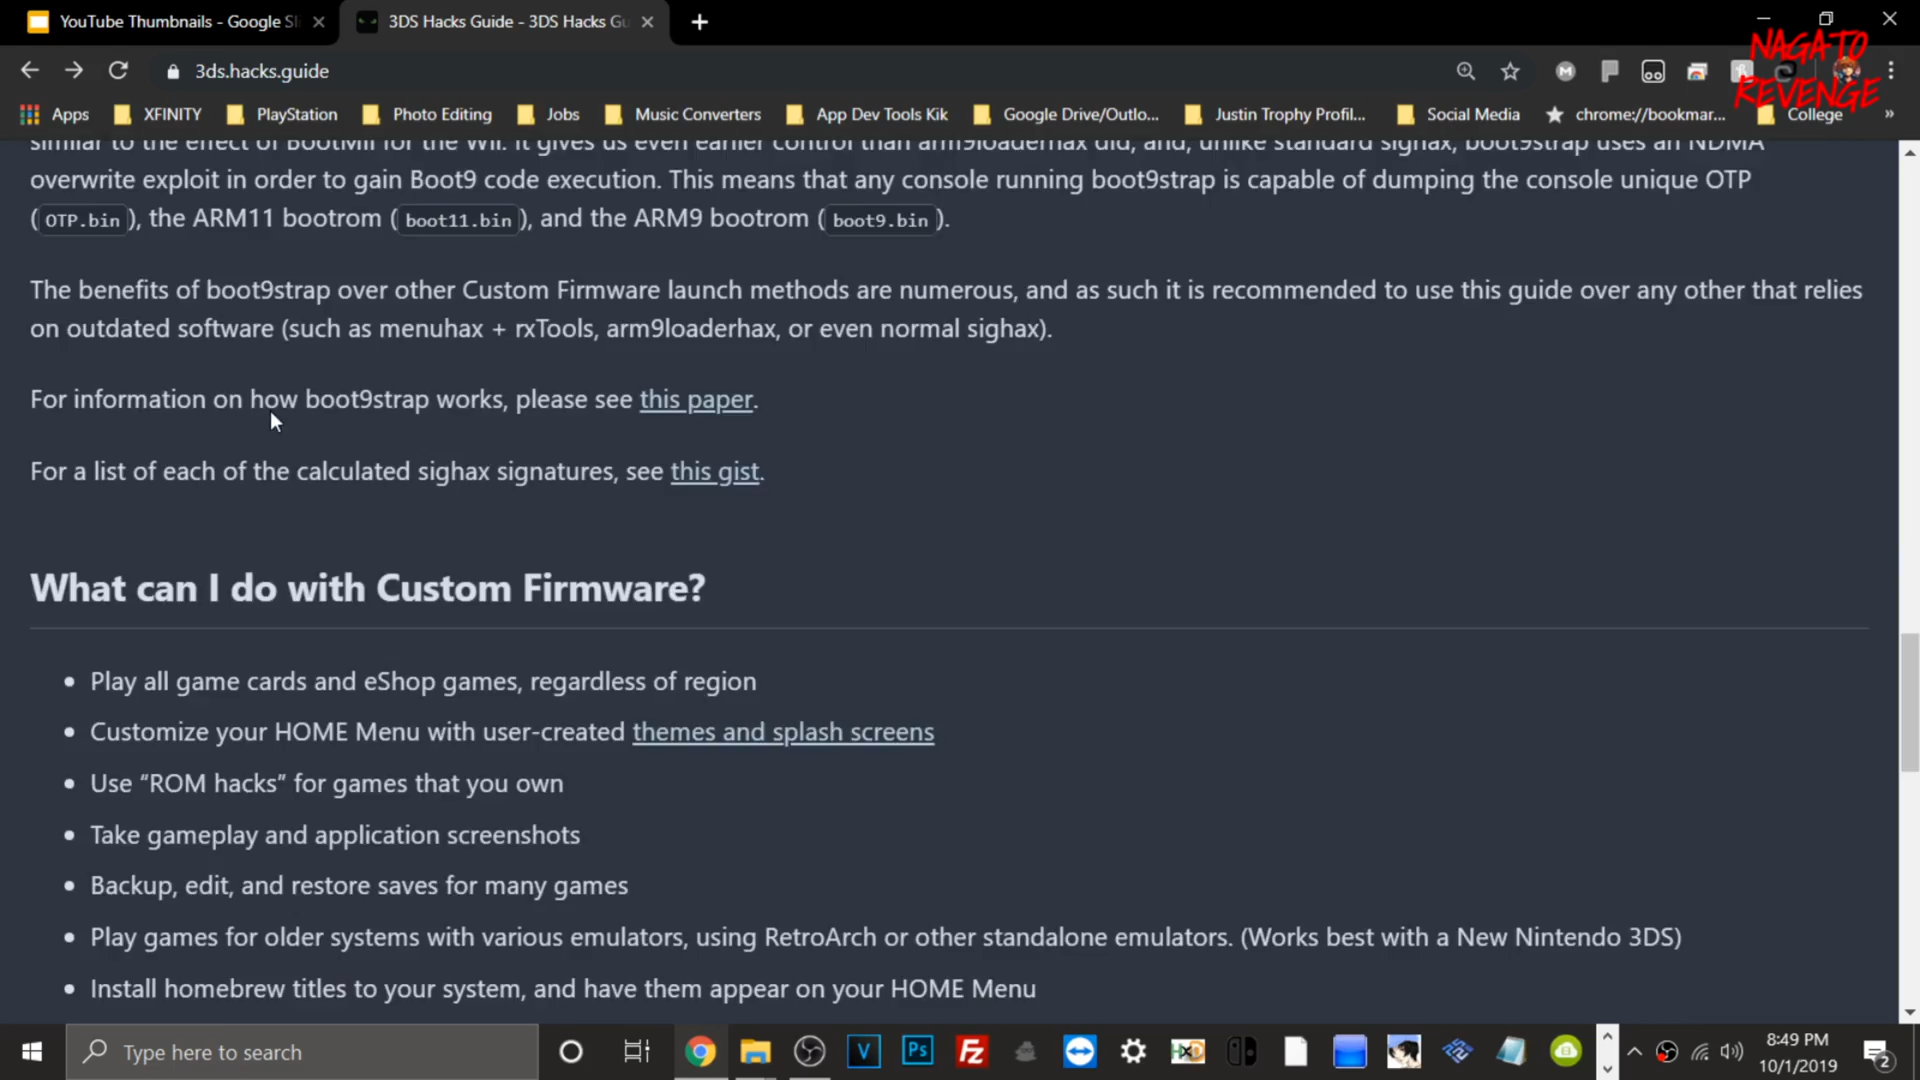 YouTube Thumbnails - Google Sli
3DS Hacks Guide - 3DS Hacks Gu
NAGATO
REVENGE
3ds.hacks.guide
Apps
XFINITY
PlayStation
Photo Editing
Jobs
Music Converters
App Dev Tools Kik
Google Drive/Outlo...
Justin Trophy Profil...
Social Media
chrome://bookmar...
College
»
similar to the effect of BootMii for the Wii. It gives us even earlier control than arm9loaderhax did, and, unlike standard sighax, boot9strap uses an NDMA
overwrite exploit in order to gain Boot9 code execution. This means that any console running boot9strap is capable of dumping the console unique OTP
(OTP.bin), the ARM11 bootrom (boot11.bin), and the ARM9 bootrom (boot9.bin).
The benefits of boot9strap over other Custom Firmware launch methods are numerous, and as such it is recommended to use this guide over any other that relies
on outdated software (such as menuhax + rxTools, arm9loaderhax, or even normal sighax).
For information on how boot9strap works, please see this paper.
For a list of each of the calculated sighax signatures, see this gist.
What can I do with Custom Firmware?
• Play all game cards and eShop games, regardless of region
• Customize your HOME Menu with user-created themes and splash screens
• Use “ROM hacks” for games that you own
• Take gameplay and application screenshots
• Backup, edit, and restore saves for many games
• Play games for older systems with various emulators, using RetroArch or other standalone emulators. (Works best with a New Nintendo 3DS)
• Install homebrew titles to your system, and have them appear on your HOME Menu
Type here to search
V
Ps
Fz
HXD
8:49 PM
10/1/2019
2